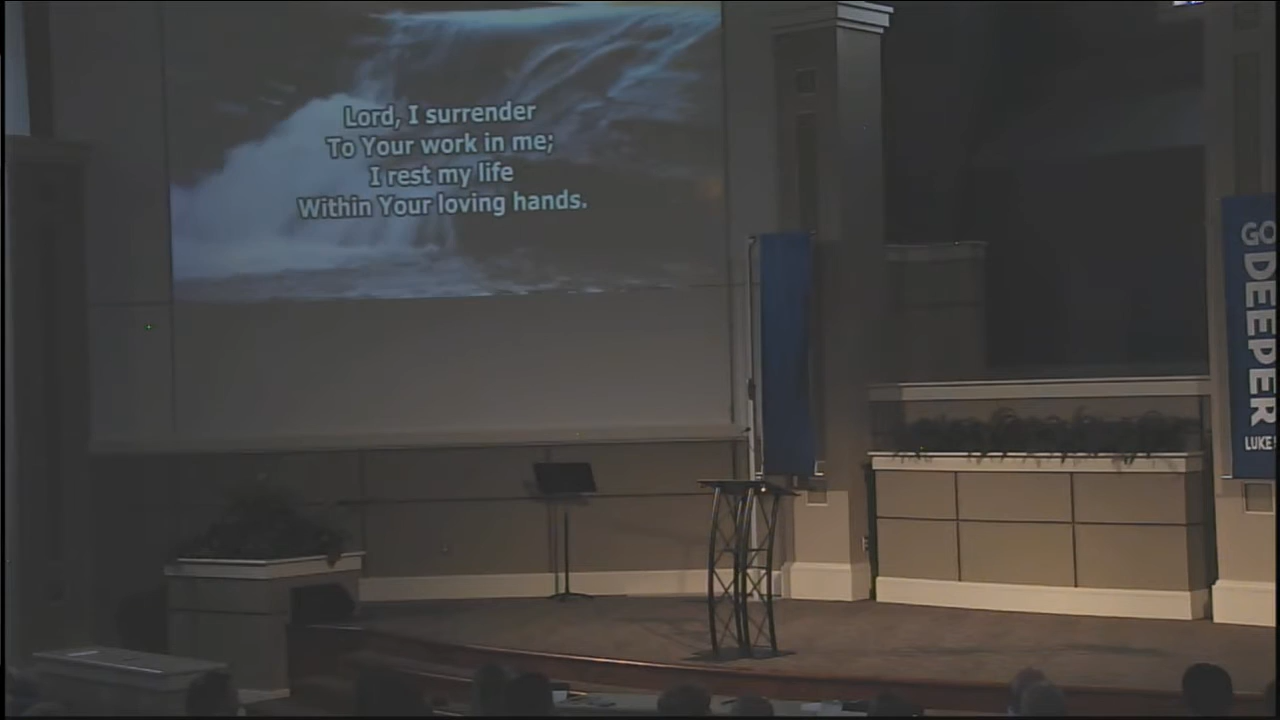 Lord, I surrender
To Your work in me;
I rest my life
Within Your loving hands.
GO
DEEPER
LUKE